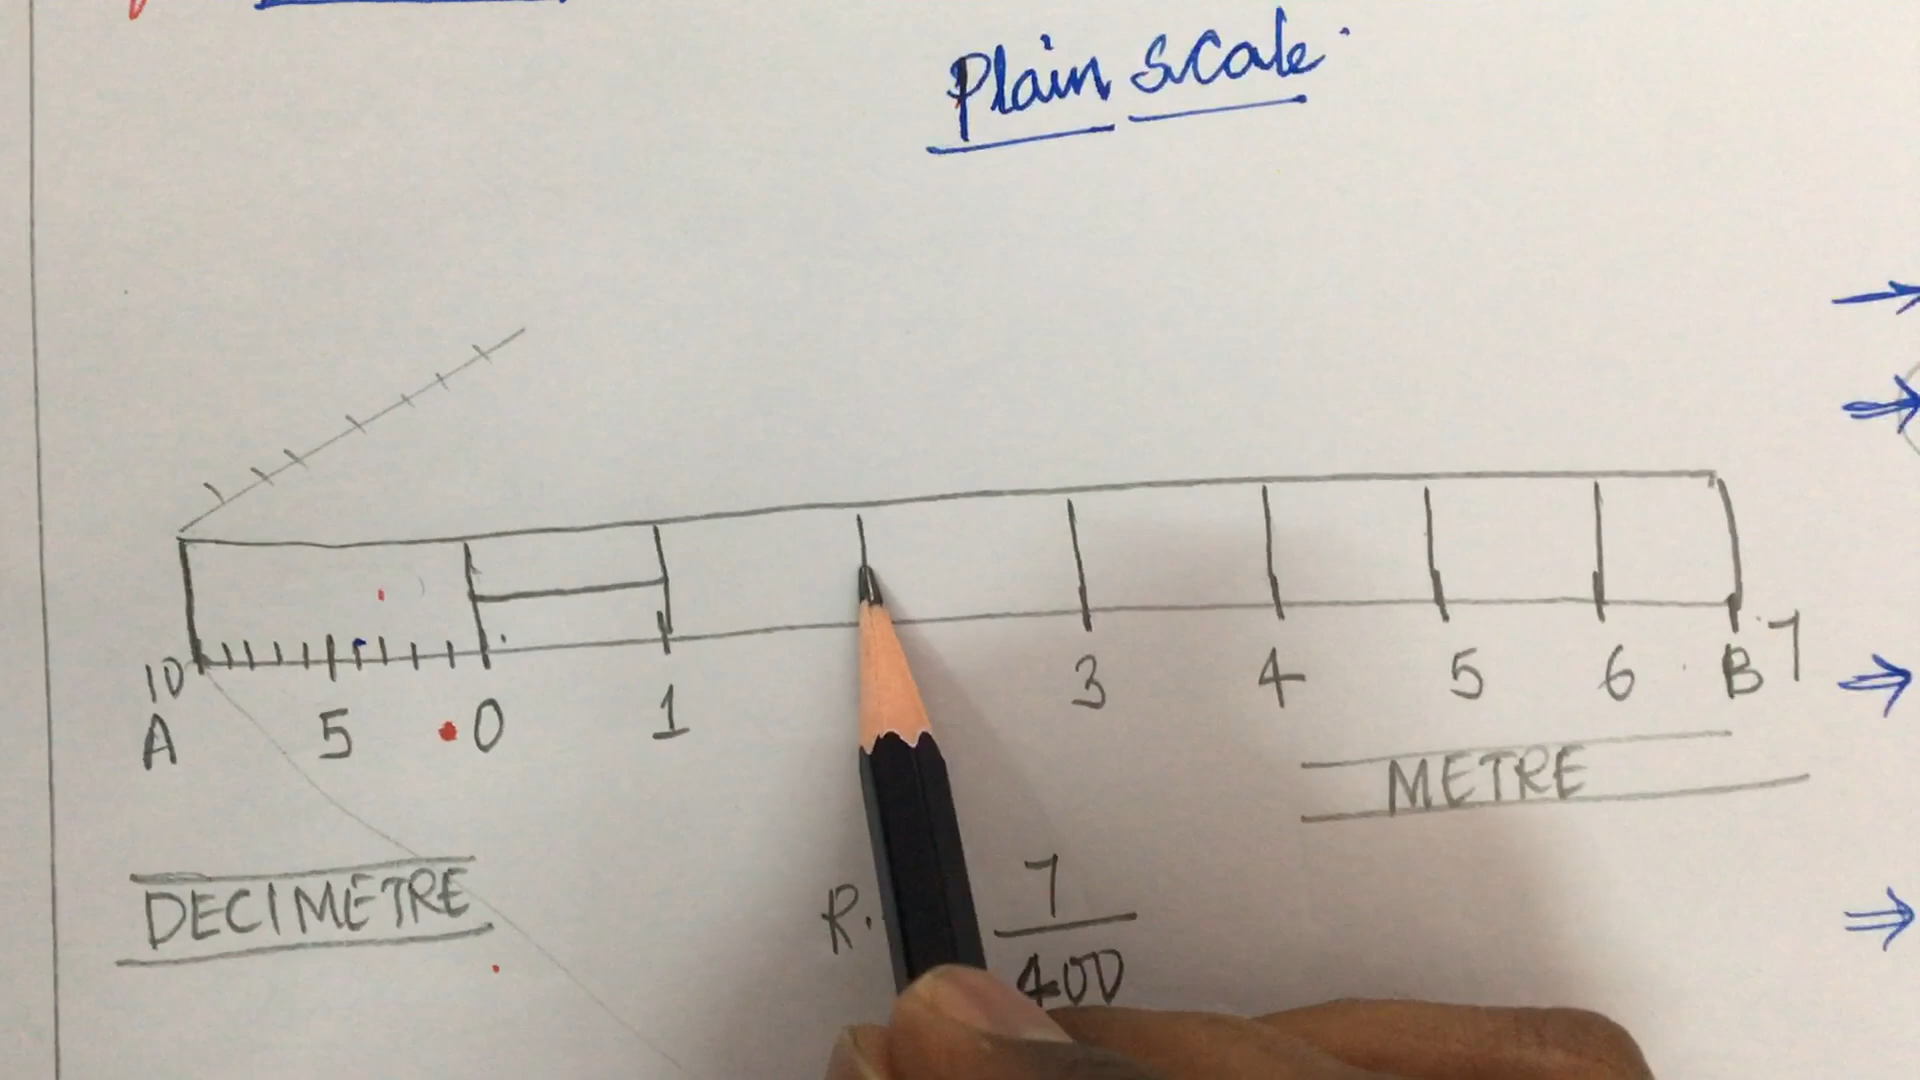 Plain Scale.
10 A 5 0 1 3 4 5 6 B 7
METRE
DECIMETRE
R. 7
400